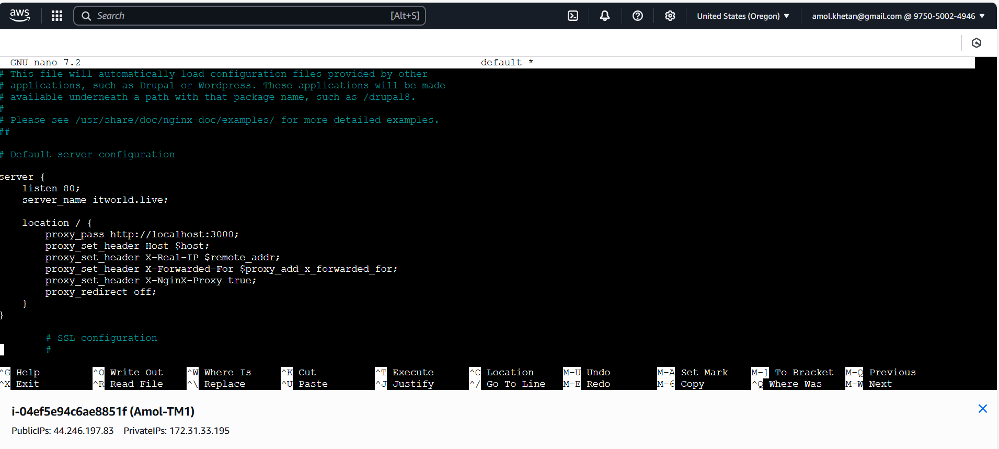 aws Search [Alt+S] United States (Oregon) ▼ amol.khetan@gmail.com @ 9750-5002-4946 ▼
GNU nano 7.2 default *
# This file will automatically load configuration files provided by other
# applications, such as Drupal or Wordpress. These applications will be made
# available underneath a path with that package name, such as /drupal8.
#
# Please see /usr/share/doc/nginx-doc/examples/ for more detailed examples.
##
# Default server configuration
server {
    listen 80;
    server_name itworld.live;
    location / {
        proxy_pass http://localhost:3000;
        proxy_set_header Host $host;
        proxy_set_header X-Real-IP $remote_addr;
        proxy_set_header X-Forwarded-For $proxy_add_x_forwarded_for;
        proxy_set_header X-NginX-Proxy true;
        proxy_redirect off;
    }
}
        # SSL configuration
        #
^G Help ^O Write Out ^W Where Is ^K Cut ^T Execute ^C Location M-U Undo M-A Set Mark M-] To Bracket M-Q Previous
^X Exit ^R Read File ^\ Replace ^U Paste ^J Justify ^/ Go To Line M-E Redo M-6 Copy ^Q Where Was M-W Next
i-04ef5e94c6ae8851f (Amol-TM1)
PublicIPs: 44.246.197.83 PrivateIPs: 172.31.33.195